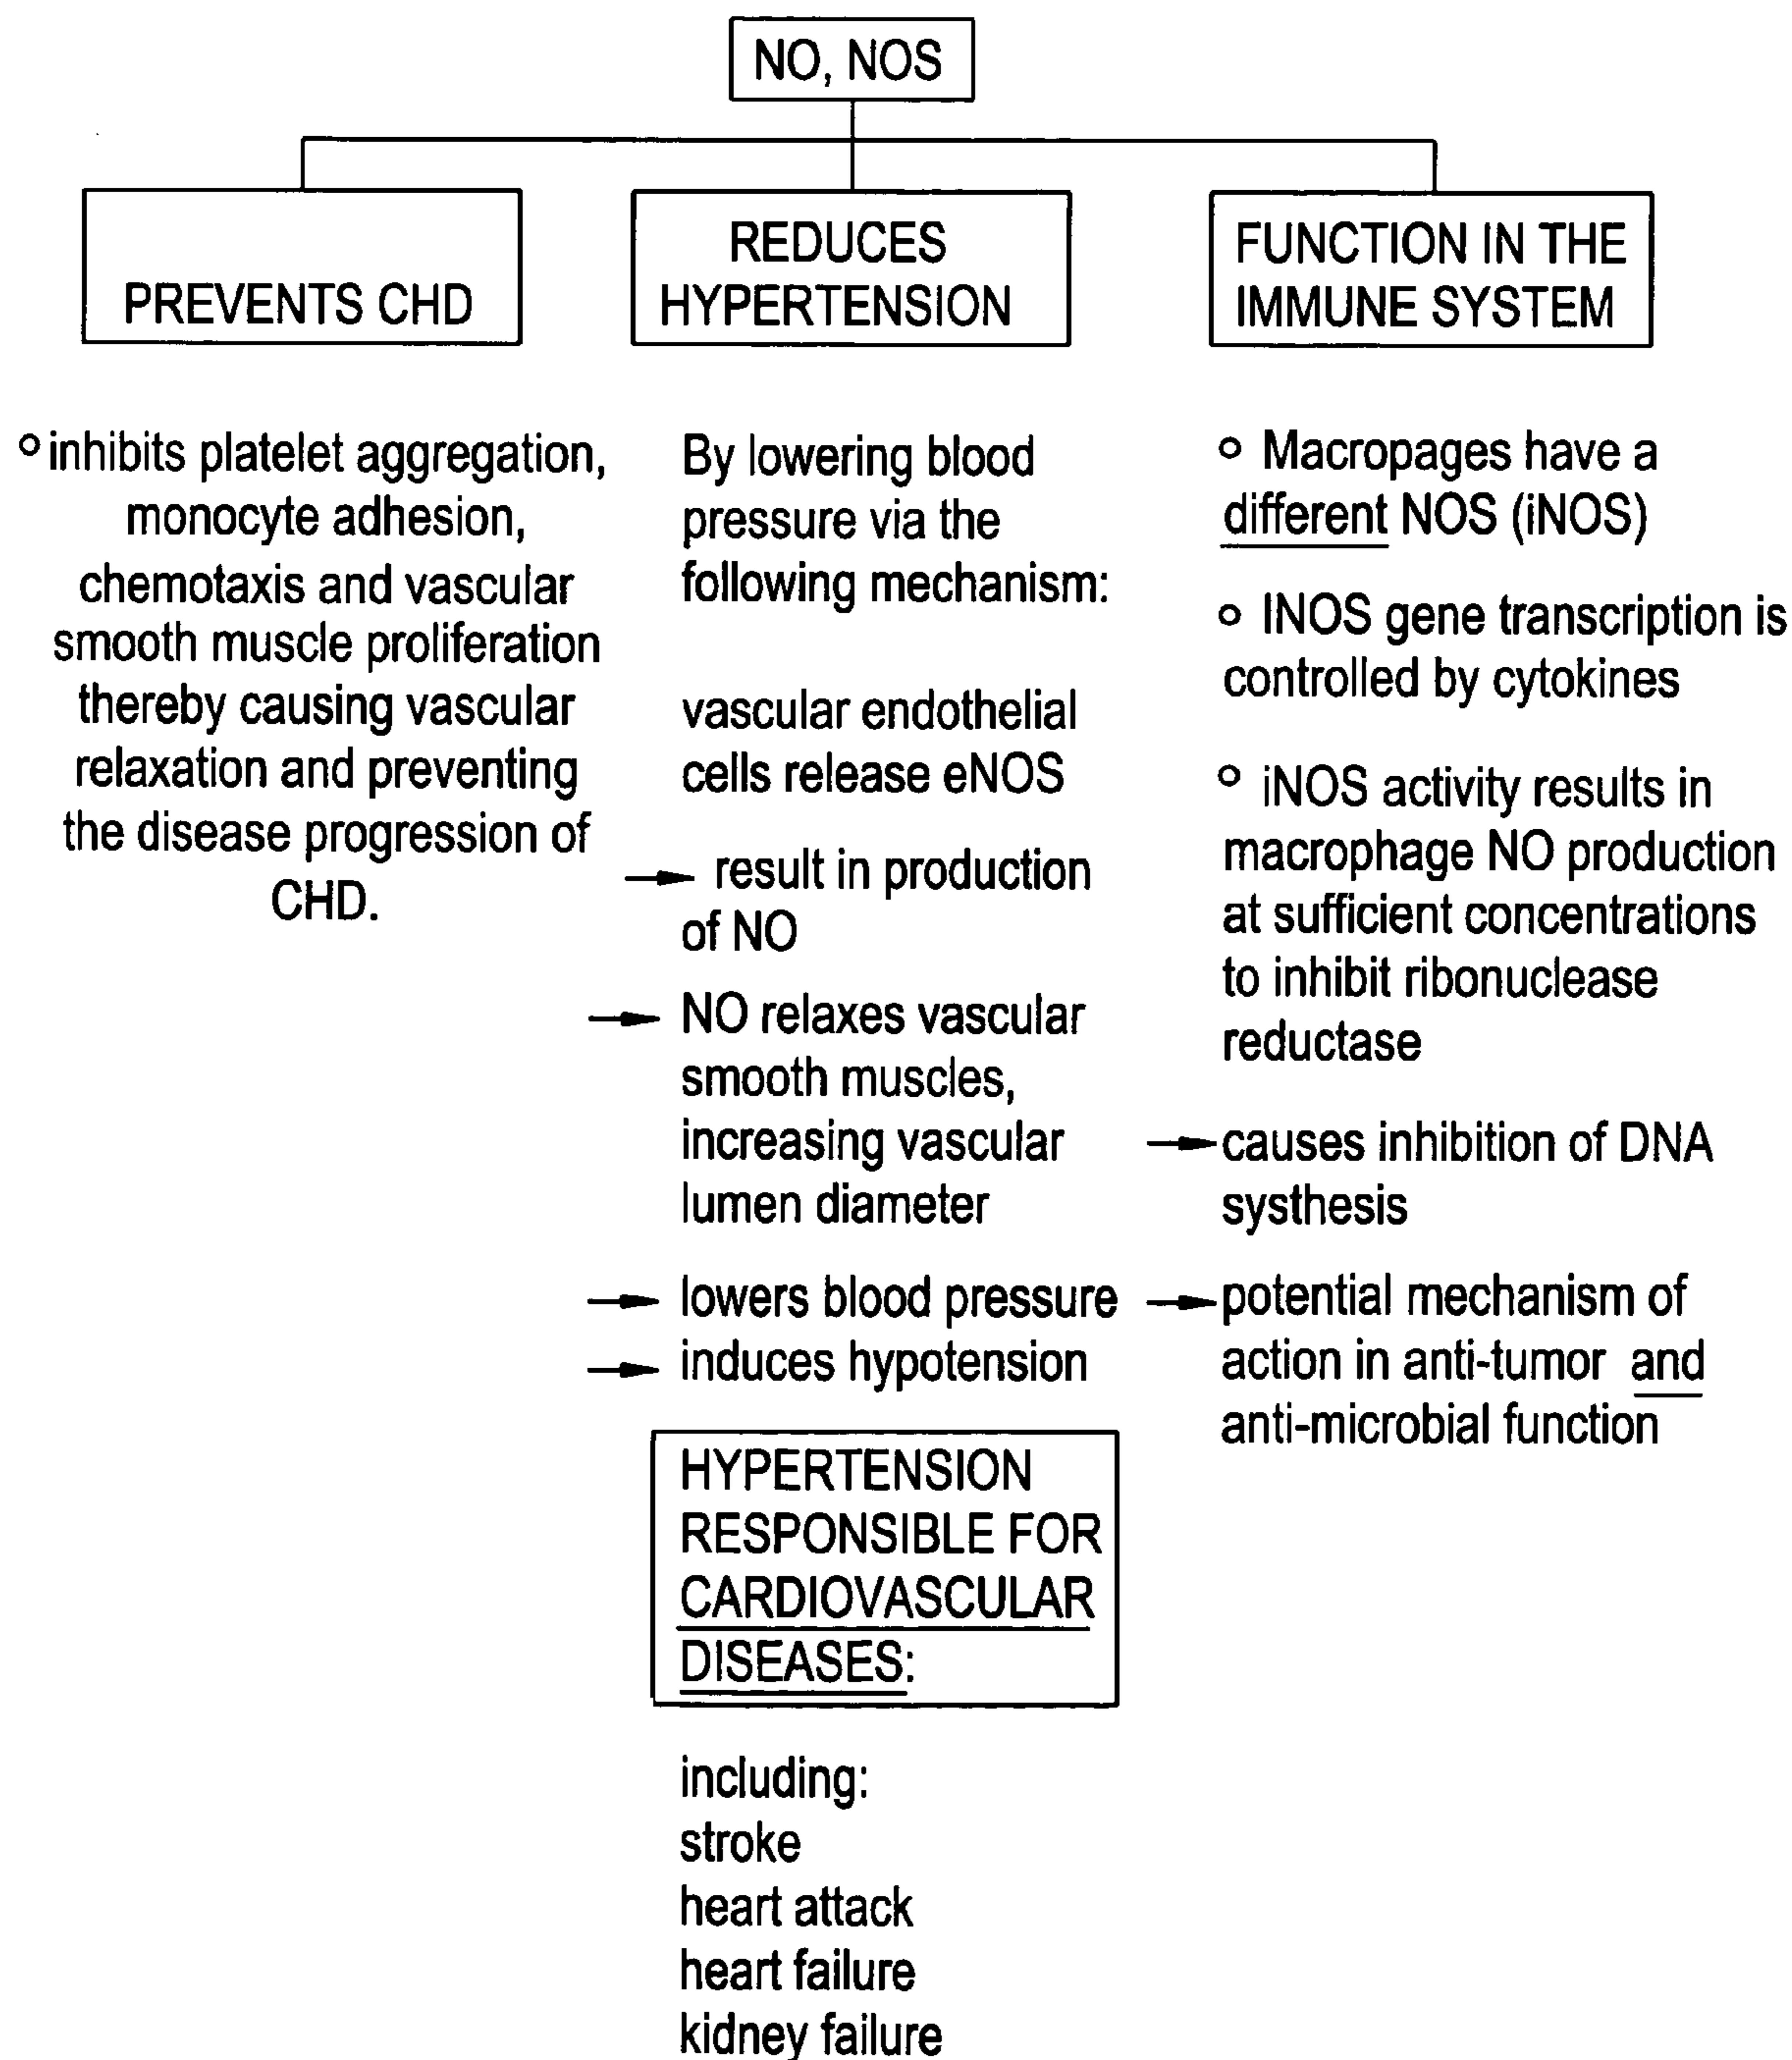 NO, NOS
PREVENTS CHD
○ inhibits platelet aggregation,
monocyte adhesion,
chemotaxis and vascular
smooth muscle proliferation
thereby causing vascular
relaxation and preventing
the disease progression of
CHD.
REDUCES
HYPERTENSION
By lowering blood
pressure via the
following mechanism:
vascular endothelial
cells release eNOS
→ result in production
of NO
→ NO relaxes vascular
smooth muscles,
increasing vascular
lumen diameter
→ lowers blood pressure
→ induces hypotension
HYPERTENSION
RESPONSIBLE FOR
CARDIOVASCULAR
DISEASES:
including:
stroke
heart attack
heart failure
kidney failure
FUNCTION IN THE
IMMUNE SYSTEM
○ Macropages have a
different NOS (iNOS)
○ INOS gene transcription is
controlled by cytokines
○ iNOS activity results in
macrophage NO production
at sufficient concentrations
to inhibit ribonuclease
reductase
→ causes inhibition of DNA
systhesis
→ potential mechanism of
action in anti-tumor and
anti-microbial function